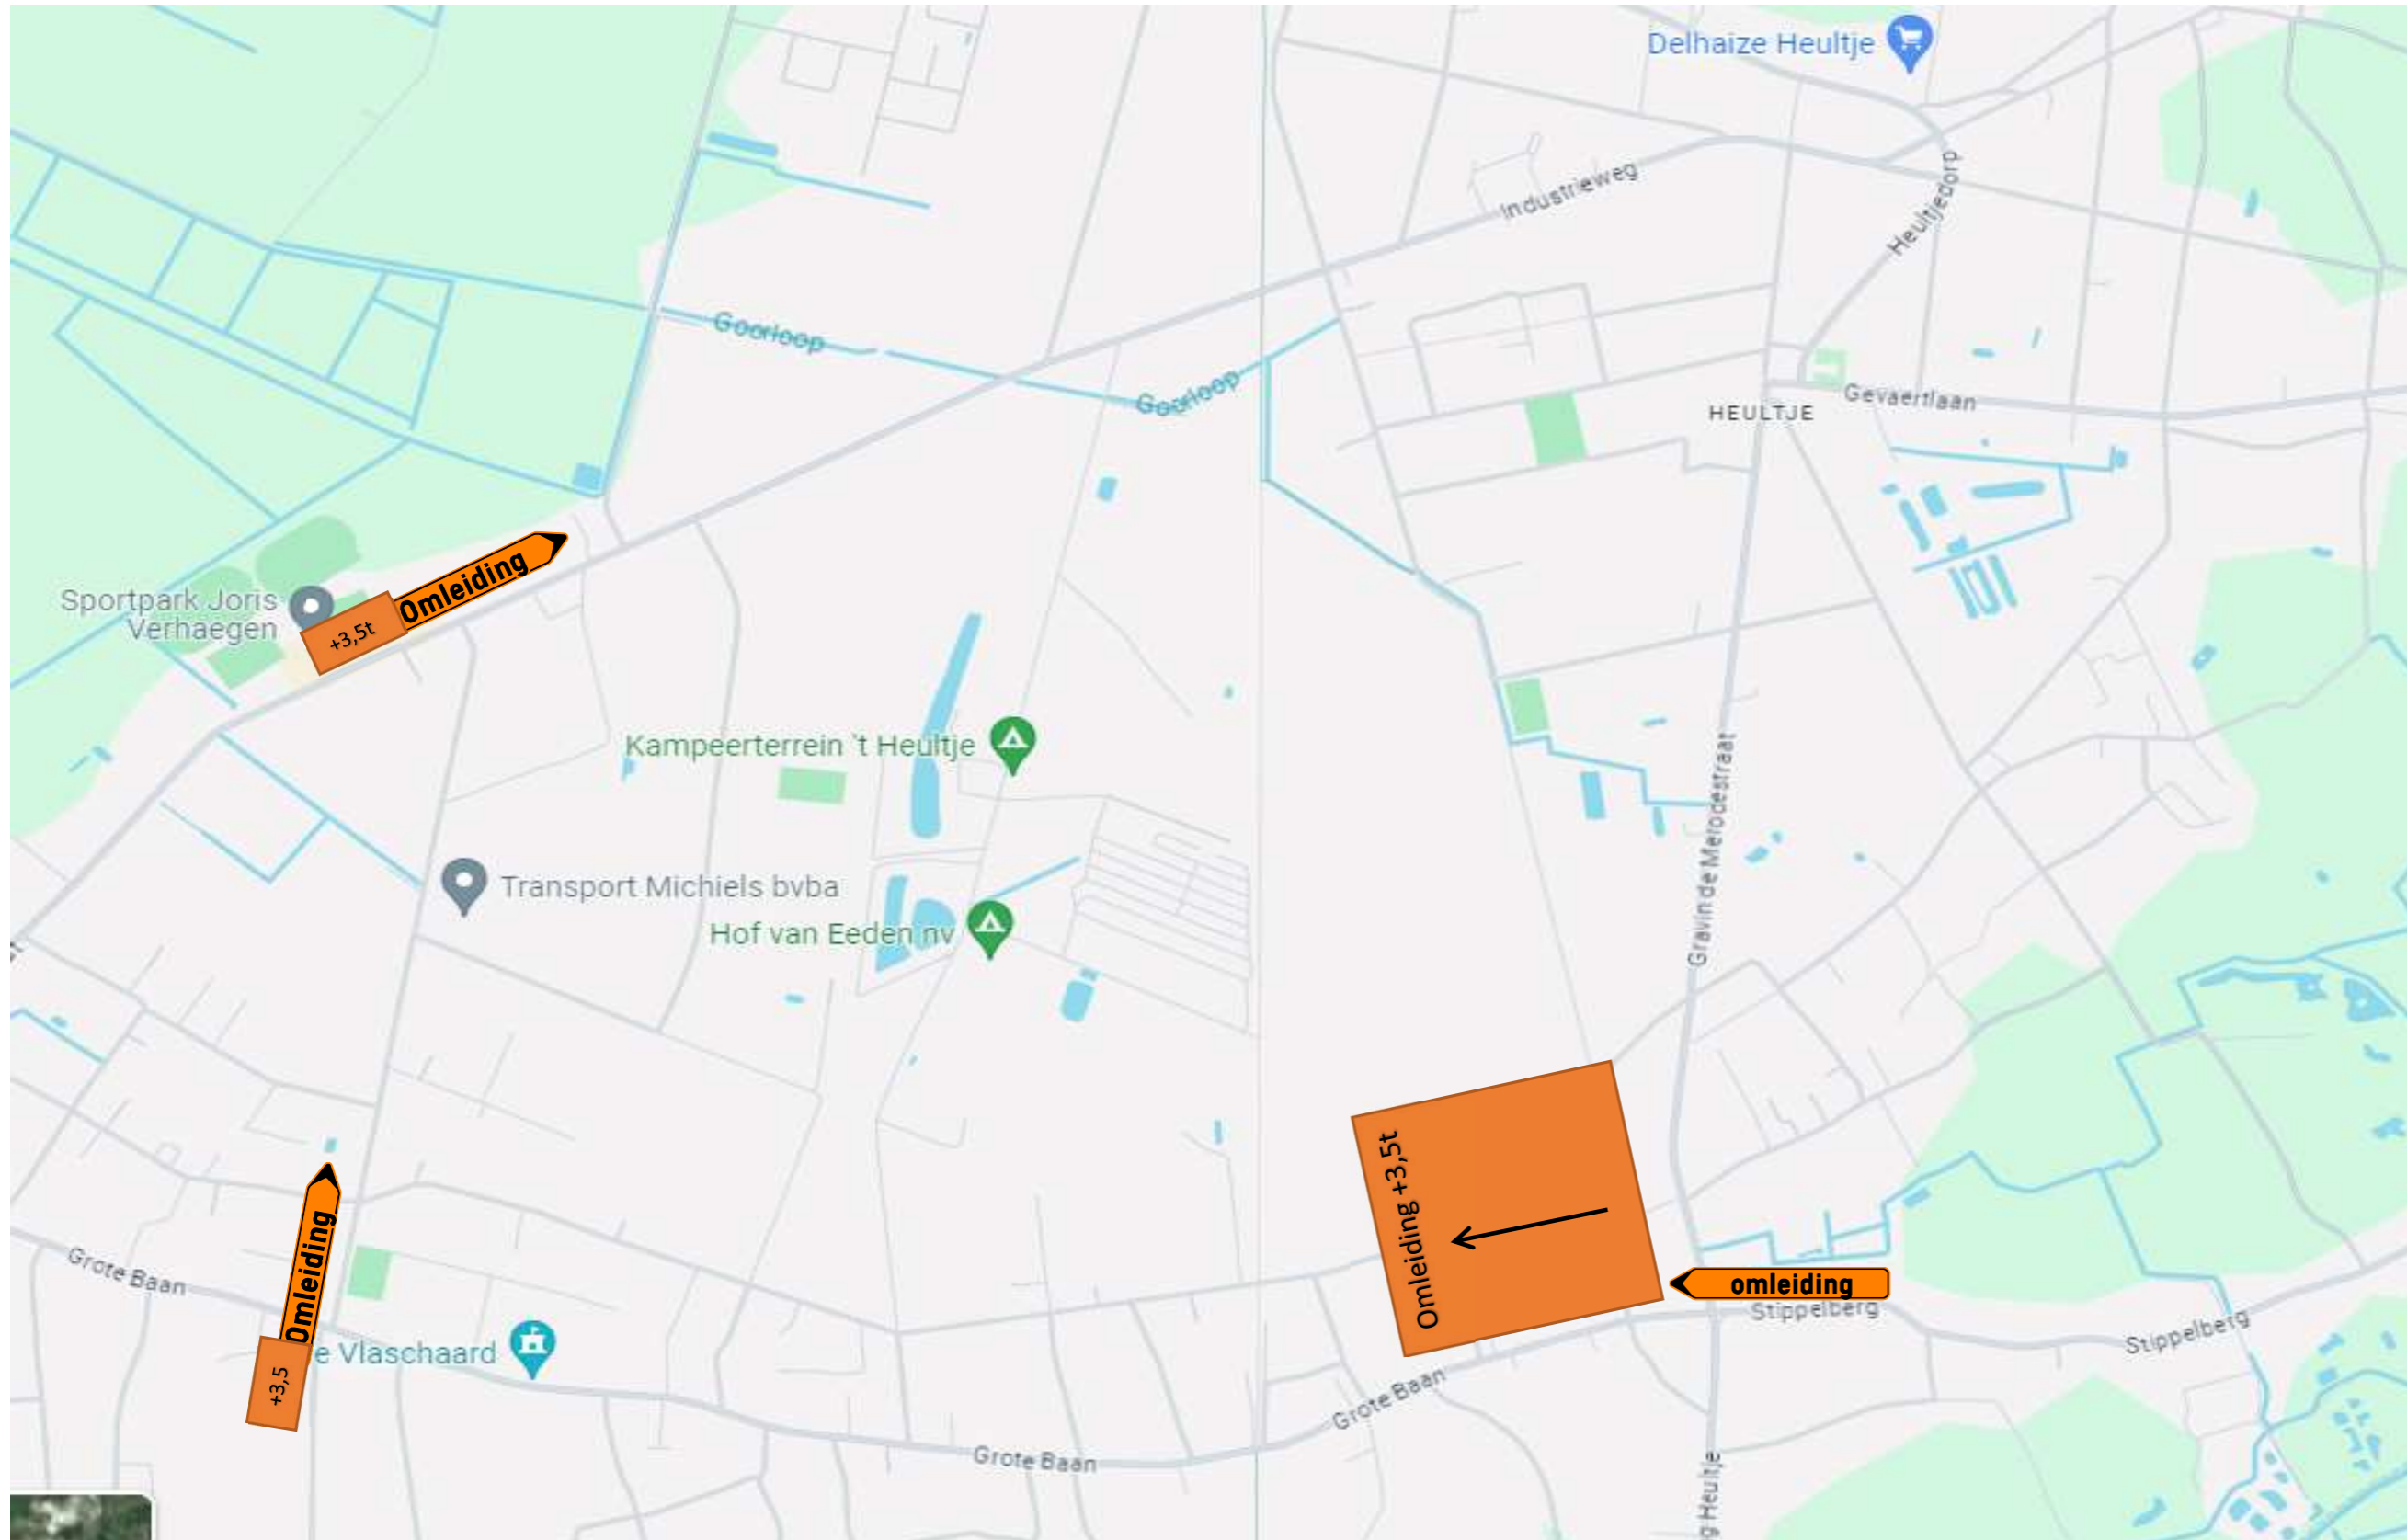 Delhaize Heultje
Industrieweg
Heultjedorp
Goorloop
Goorloop
Gevaertlaan
HEULTJE
Omleiding
+3,5t
Sportpark Joris
Verhaegen
Kampeerterrein 't Heultje
Gravin de Merodestraat
Transport Michiels bvba
Hof van Eeden nv
Omleiding +3,5t
Omleiding
+3,5
Grote Baan
omleiding
Stippelberg
Stippelberg
e Vlaschaard
Grote Baan
Grote Baan
g Heultje